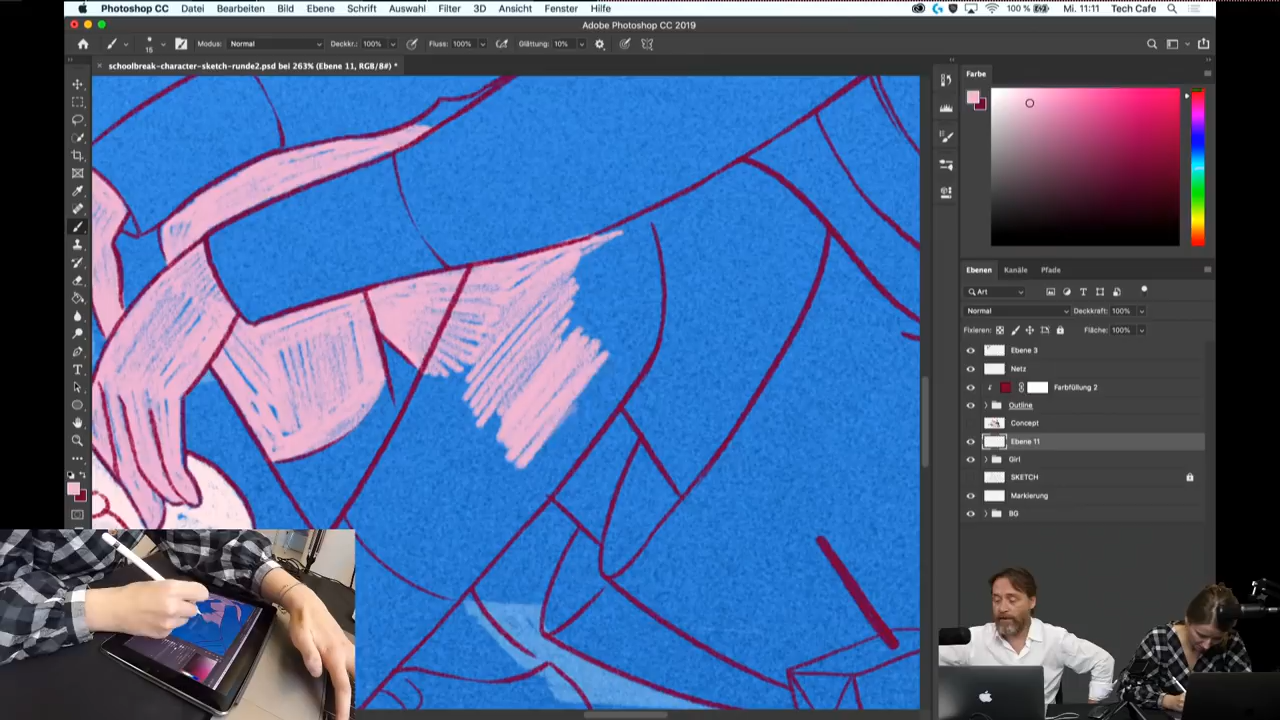 Photoshop CC Datei Bearbeiten Bild Ebene Schrift Auswahl Filter 3D Ansicht Fenster Hilfe 100 % Mi. 11:11 Tech Cafe
Adobe Photoshop CC 2019
15 Modus: Normal Deckkr.: 100% Fluss: 100% Glättung: 10%
× schoolbreak-character-sketch-runde2.psd bei 263% (Ebene 11, RGB/8#) *
Farbe
Ebenen Kanäle Pfade
Art
Normal Deckkraft: 100%
Fixieren: Fläche: 100%
Ebene 3
Netz
Farbfüllung 2
Outline
Concept
Ebene 11
Girl
SKETCH
Markierung
BG